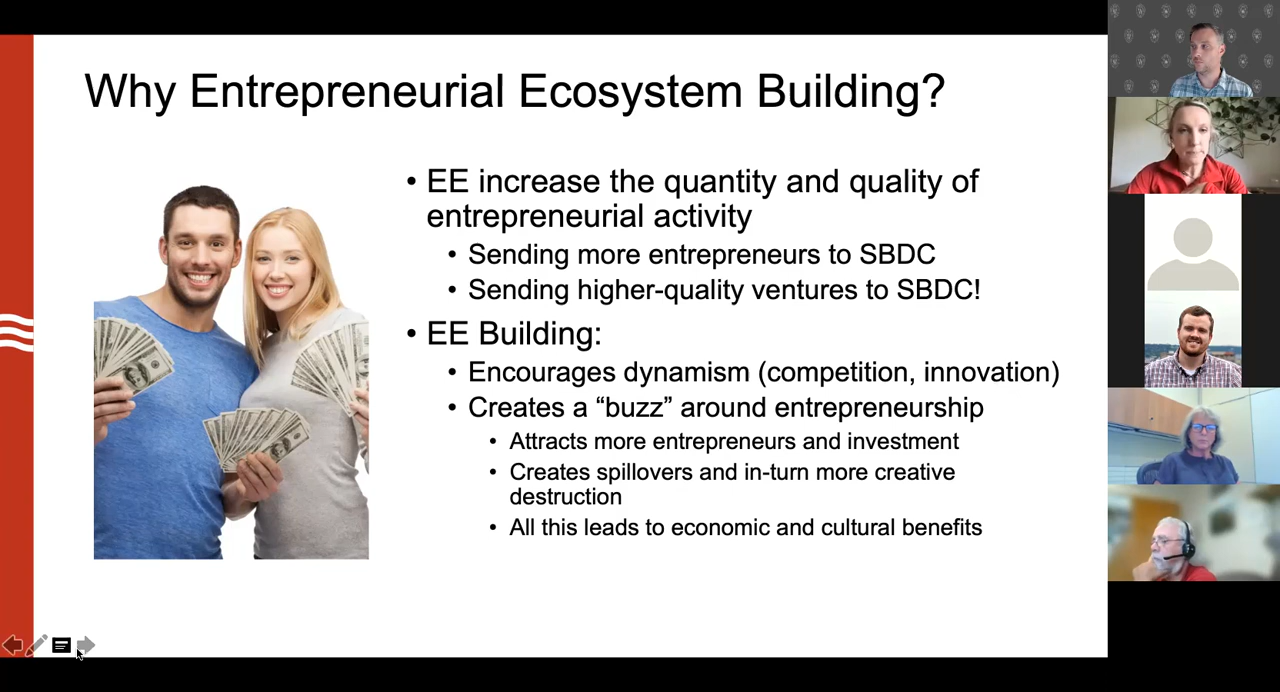 Why Entrepreneurial Ecosystem Building?
• EE increase the quantity and quality of
entrepreneurial activity
• Sending more entrepreneurs to SBDC
• Sending higher-quality ventures to SBDC!
• EE Building:
• Encourages dynamism (competition, innovation)
• Creates a “buzz” around entrepreneurship
• Attracts more entrepreneurs and investment
• Creates spillovers and in-turn more creative
destruction
• All this leads to economic and cultural benefits